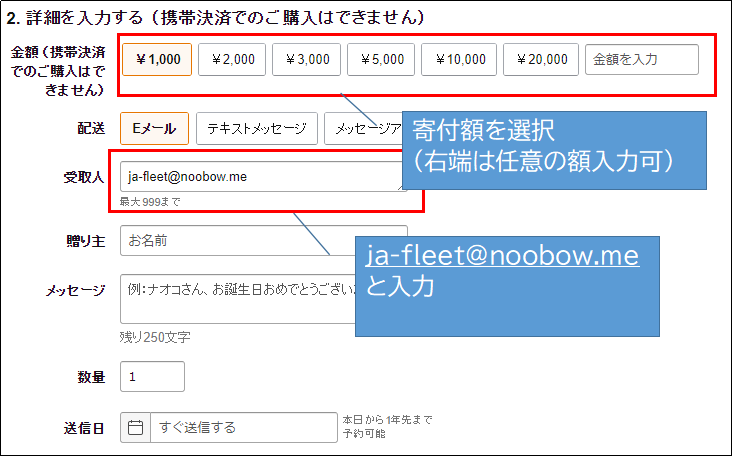 2. 詳細を入力する（携帯決済でのご購入はできません）
金額（携帯決済でのご購入はできません）
￥1,000 ￥2,000 ￥3,000 ￥5,000 ￥10,000 ￥20,000 金額を入力
配送
Eメール テキストメッセージ メッセージア
寄付額を選択
（右端は任意の額入力可）
受取人
ja-fleet@noobow.me
最大999まで
贈り主
お名前
ja-fleet@noobow.me
と入力
メッセージ
例：ナオコさん、お誕生日おめでとうござい
残り250文字
数量
1
送信日
すぐ送信する
本日から1年先まで
予約可能